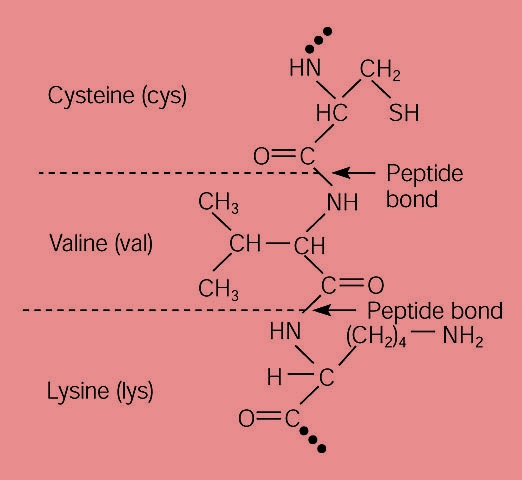 HN
CH2
Cysteine (cys)
HC
SH
O=C
Peptide
bond
NH
CH3
Valine (val)
CH—CH
CH3
C=O
Peptide bond
HN
(CH2)4—NH2
H—C
Lysine (lys)
O=C